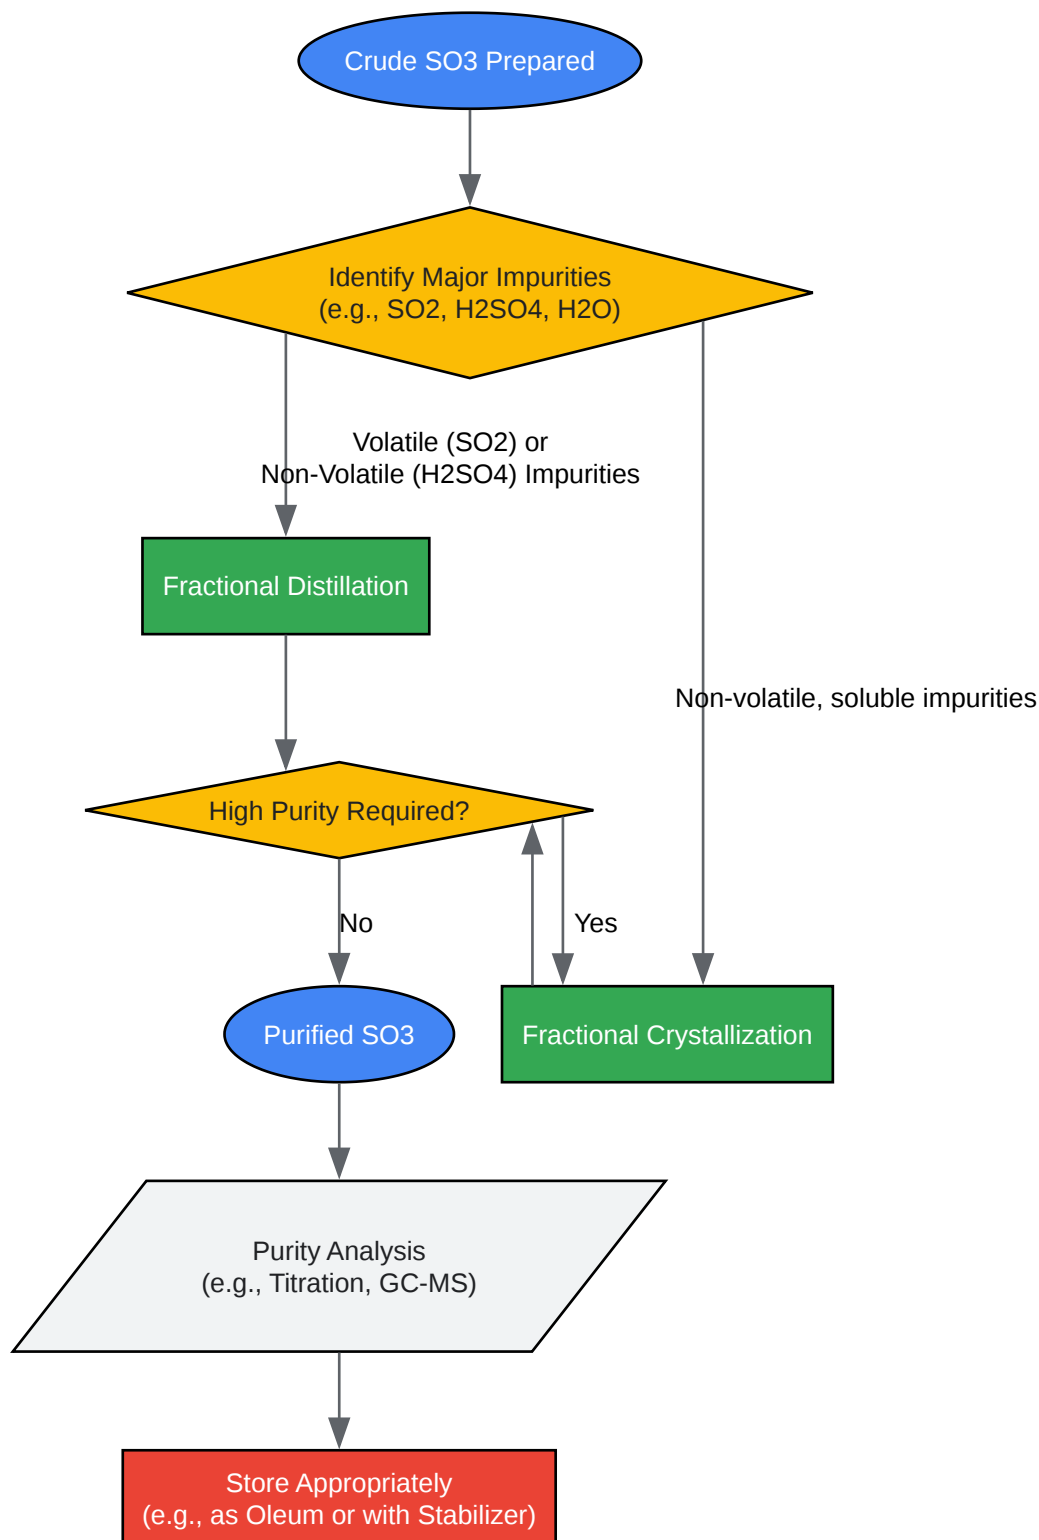 Crude SO3 Prepared
Identify Major Impurities
(e.g., SO2, H2SO4, H2O)
Volatile (SO2) or
Non-Volatile (H2SO4) Impurities
Fractional Distillation
Non-volatile, soluble impurities
High Purity Required?
No
Yes
Purified SO3
Fractional Crystallization
Purity Analysis
(e.g., Titration, GC-MS)
Store Appropriately
(e.g., as Oleum or with Stabilizer)